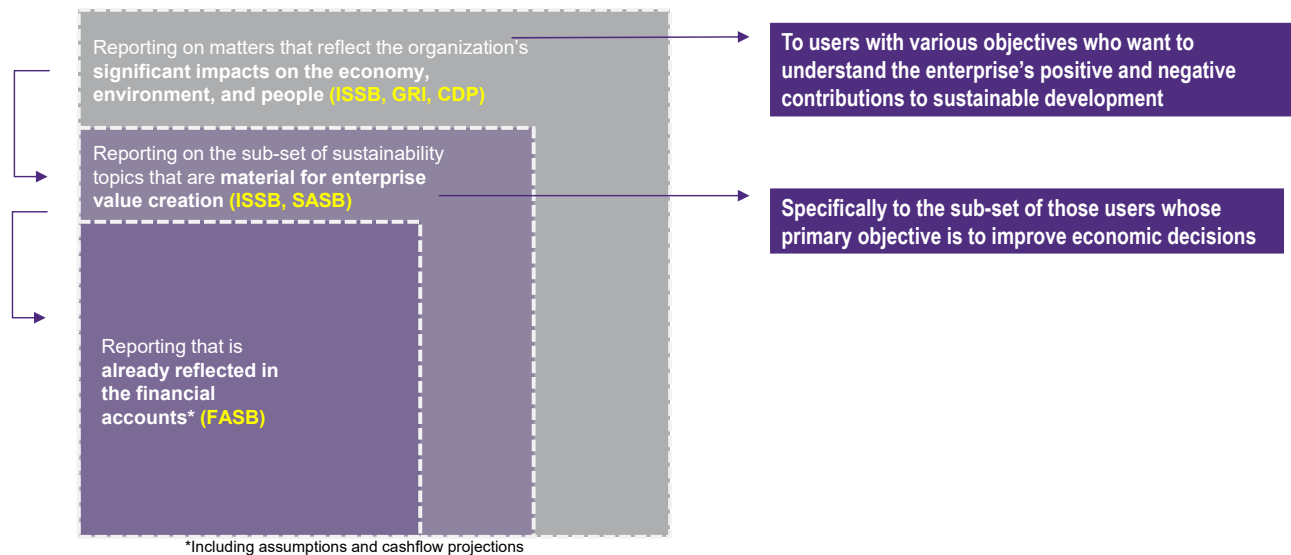 Reporting on matters that reflect the organization's
significant impacts on the economy,
environment, and people (ISSB, GRI, CDP)
To users with various objectives who want to
understand the enterprise's positive and negative
contributions to sustainable development
Reporting on the sub-set of sustainability
topics that are material for enterprise
value creation (ISSB, SASB)
Specifically to the sub-set of those users whose
primary objective is to improve economic decisions
Reporting that is
already reflected in
the financial
accounts* (FASB)
*Including assumptions and cashflow projections